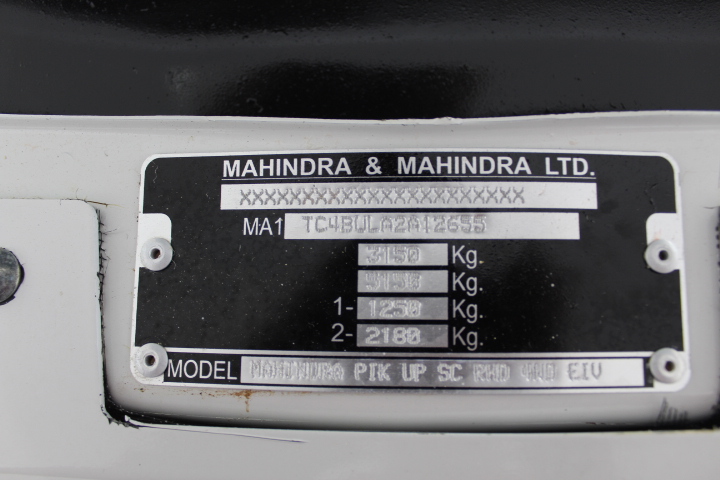 MAHINDRA & MAHINDRA LTD.
XXXXXXXXXXXXXXXXXXXXXX
MA1 TC4BULA2A12655
3150 Kg.
5150 Kg.
1- 1250 Kg.
2- 2180 Kg.
MODEL MAHINDRA PIK UP SC RHD 4WD EIV